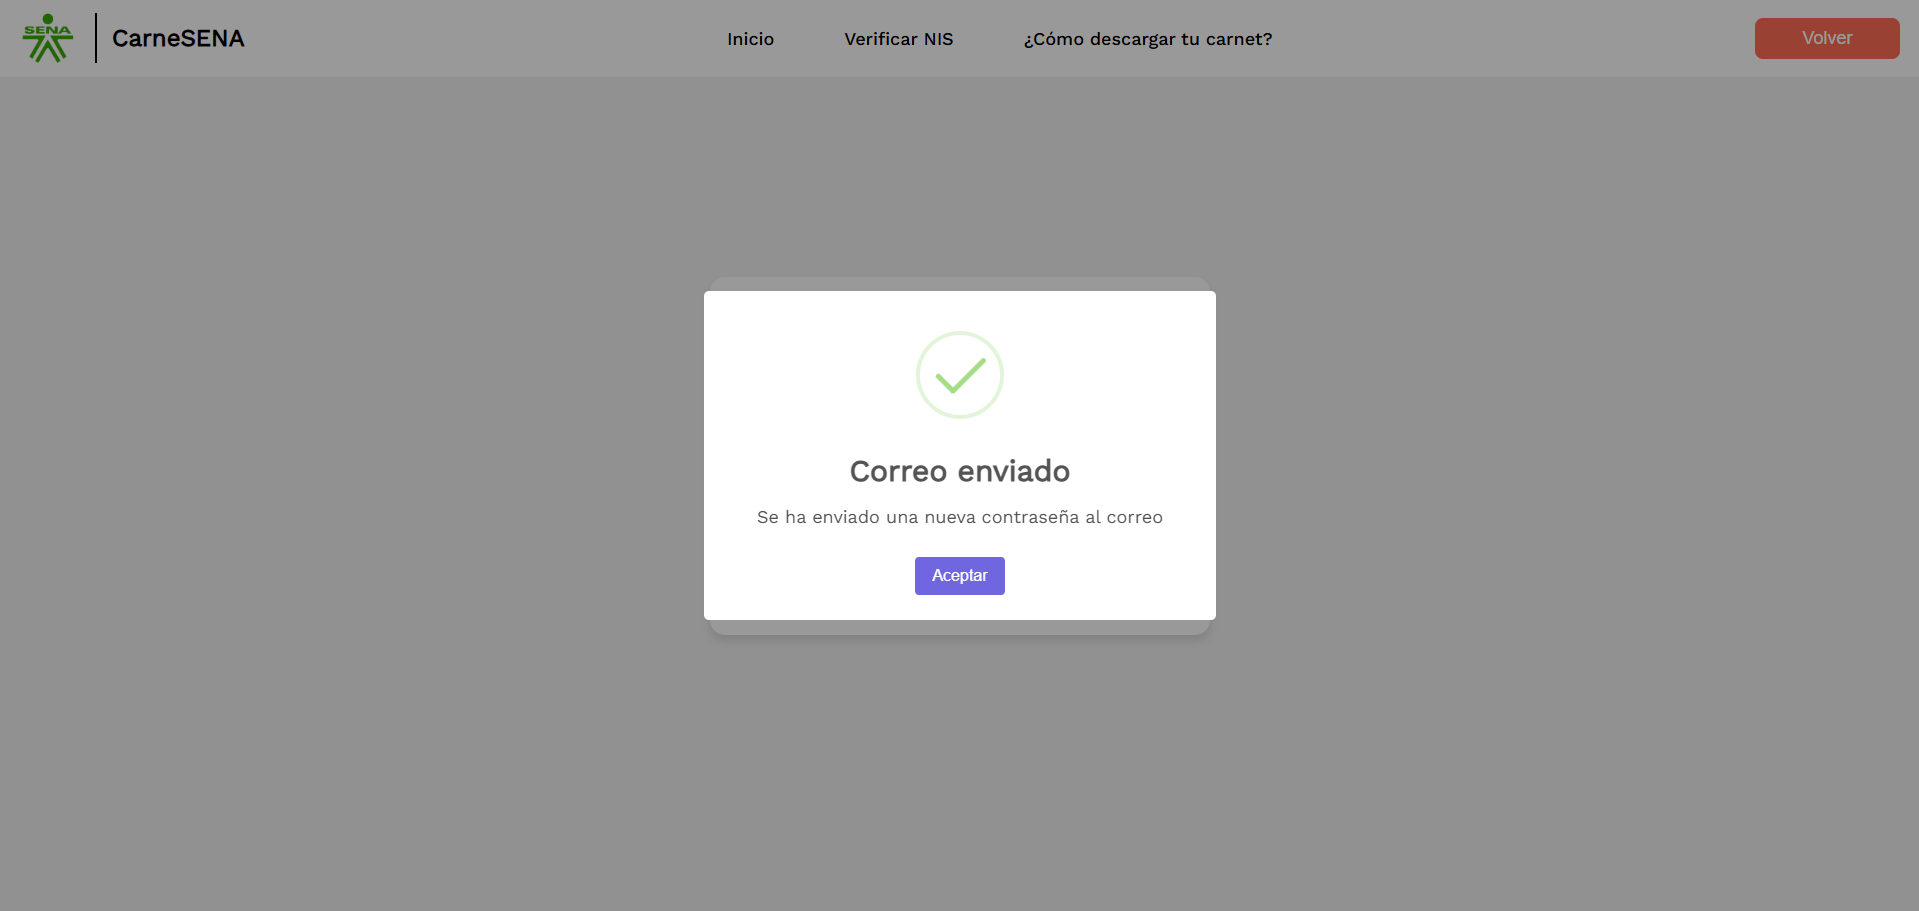 SENA
CarneSENA
Inicio
Verificar NIS
¿Cómo descargar tu carnet?
Volver
Correo enviado
Se ha enviado una nueva contraseña al correo
Aceptar